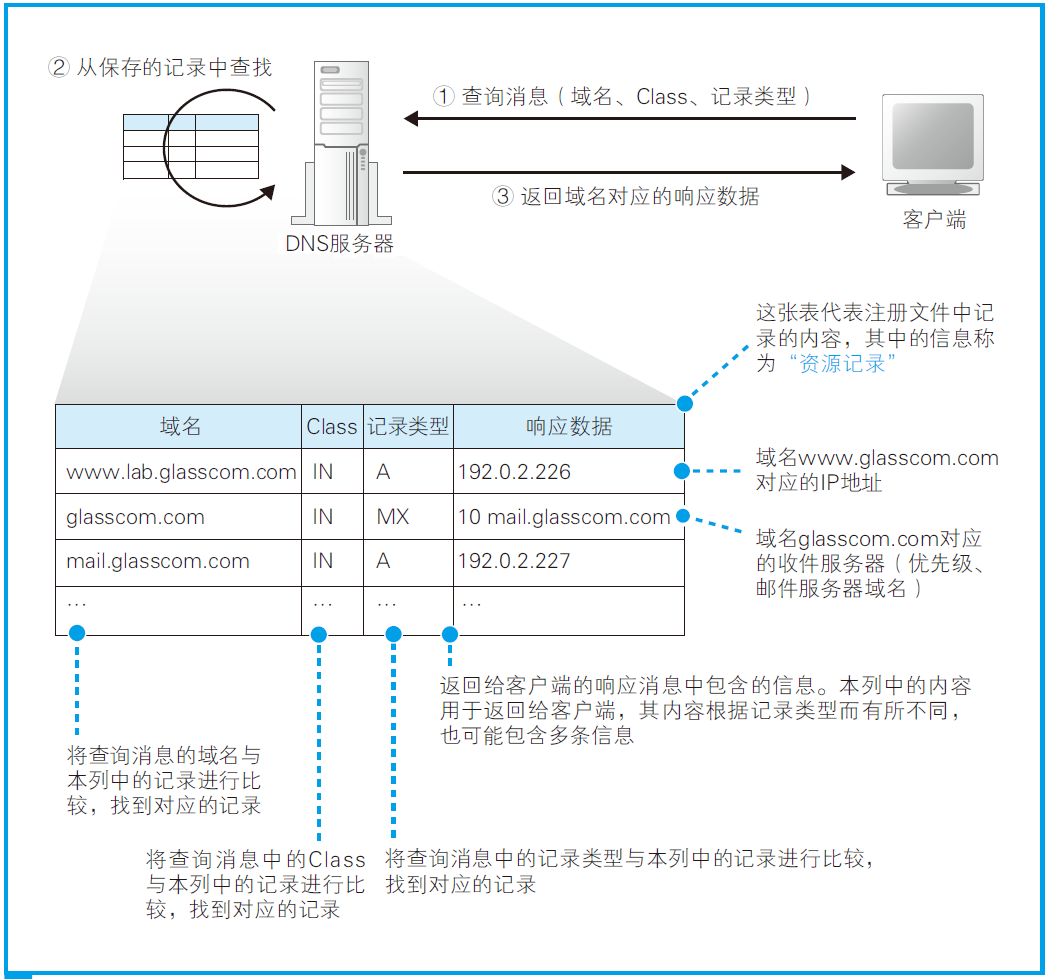 ② 从保存的记录中查找
① 查询消息（域名、Class、记录类型）
③ 返回域名对应的响应数据
DNS服务器
客户端
这张表代表注册文件中记
录的内容，其中的信息称
为“资源记录”
域名 Class 记录类型 响应数据
www.lab.glasscom.com IN A 192.0.2.226
glasscom.com IN MX 10 mail.glasscom.com
mail.glasscom.com IN A 192.0.2.227
… … … …
域名www.glasscom.com
对应的IP地址
域名glasscom.com对应
的收件服务器（优先级、
邮件服务器域名）
返回给客户端的响应消息中包含的信息。本列中的内容
用于返回给客户端，其内容根据记录类型而有所不同，
也可能包含多条信息
将查询消息的域名与
本列中的记录进行比
较，找到对应的记录
将查询消息中的Class
与本列中的记录进行比
较，找到对应的记录
将查询消息中的记录类型与本列中的记录进行比较，
找到对应的记录